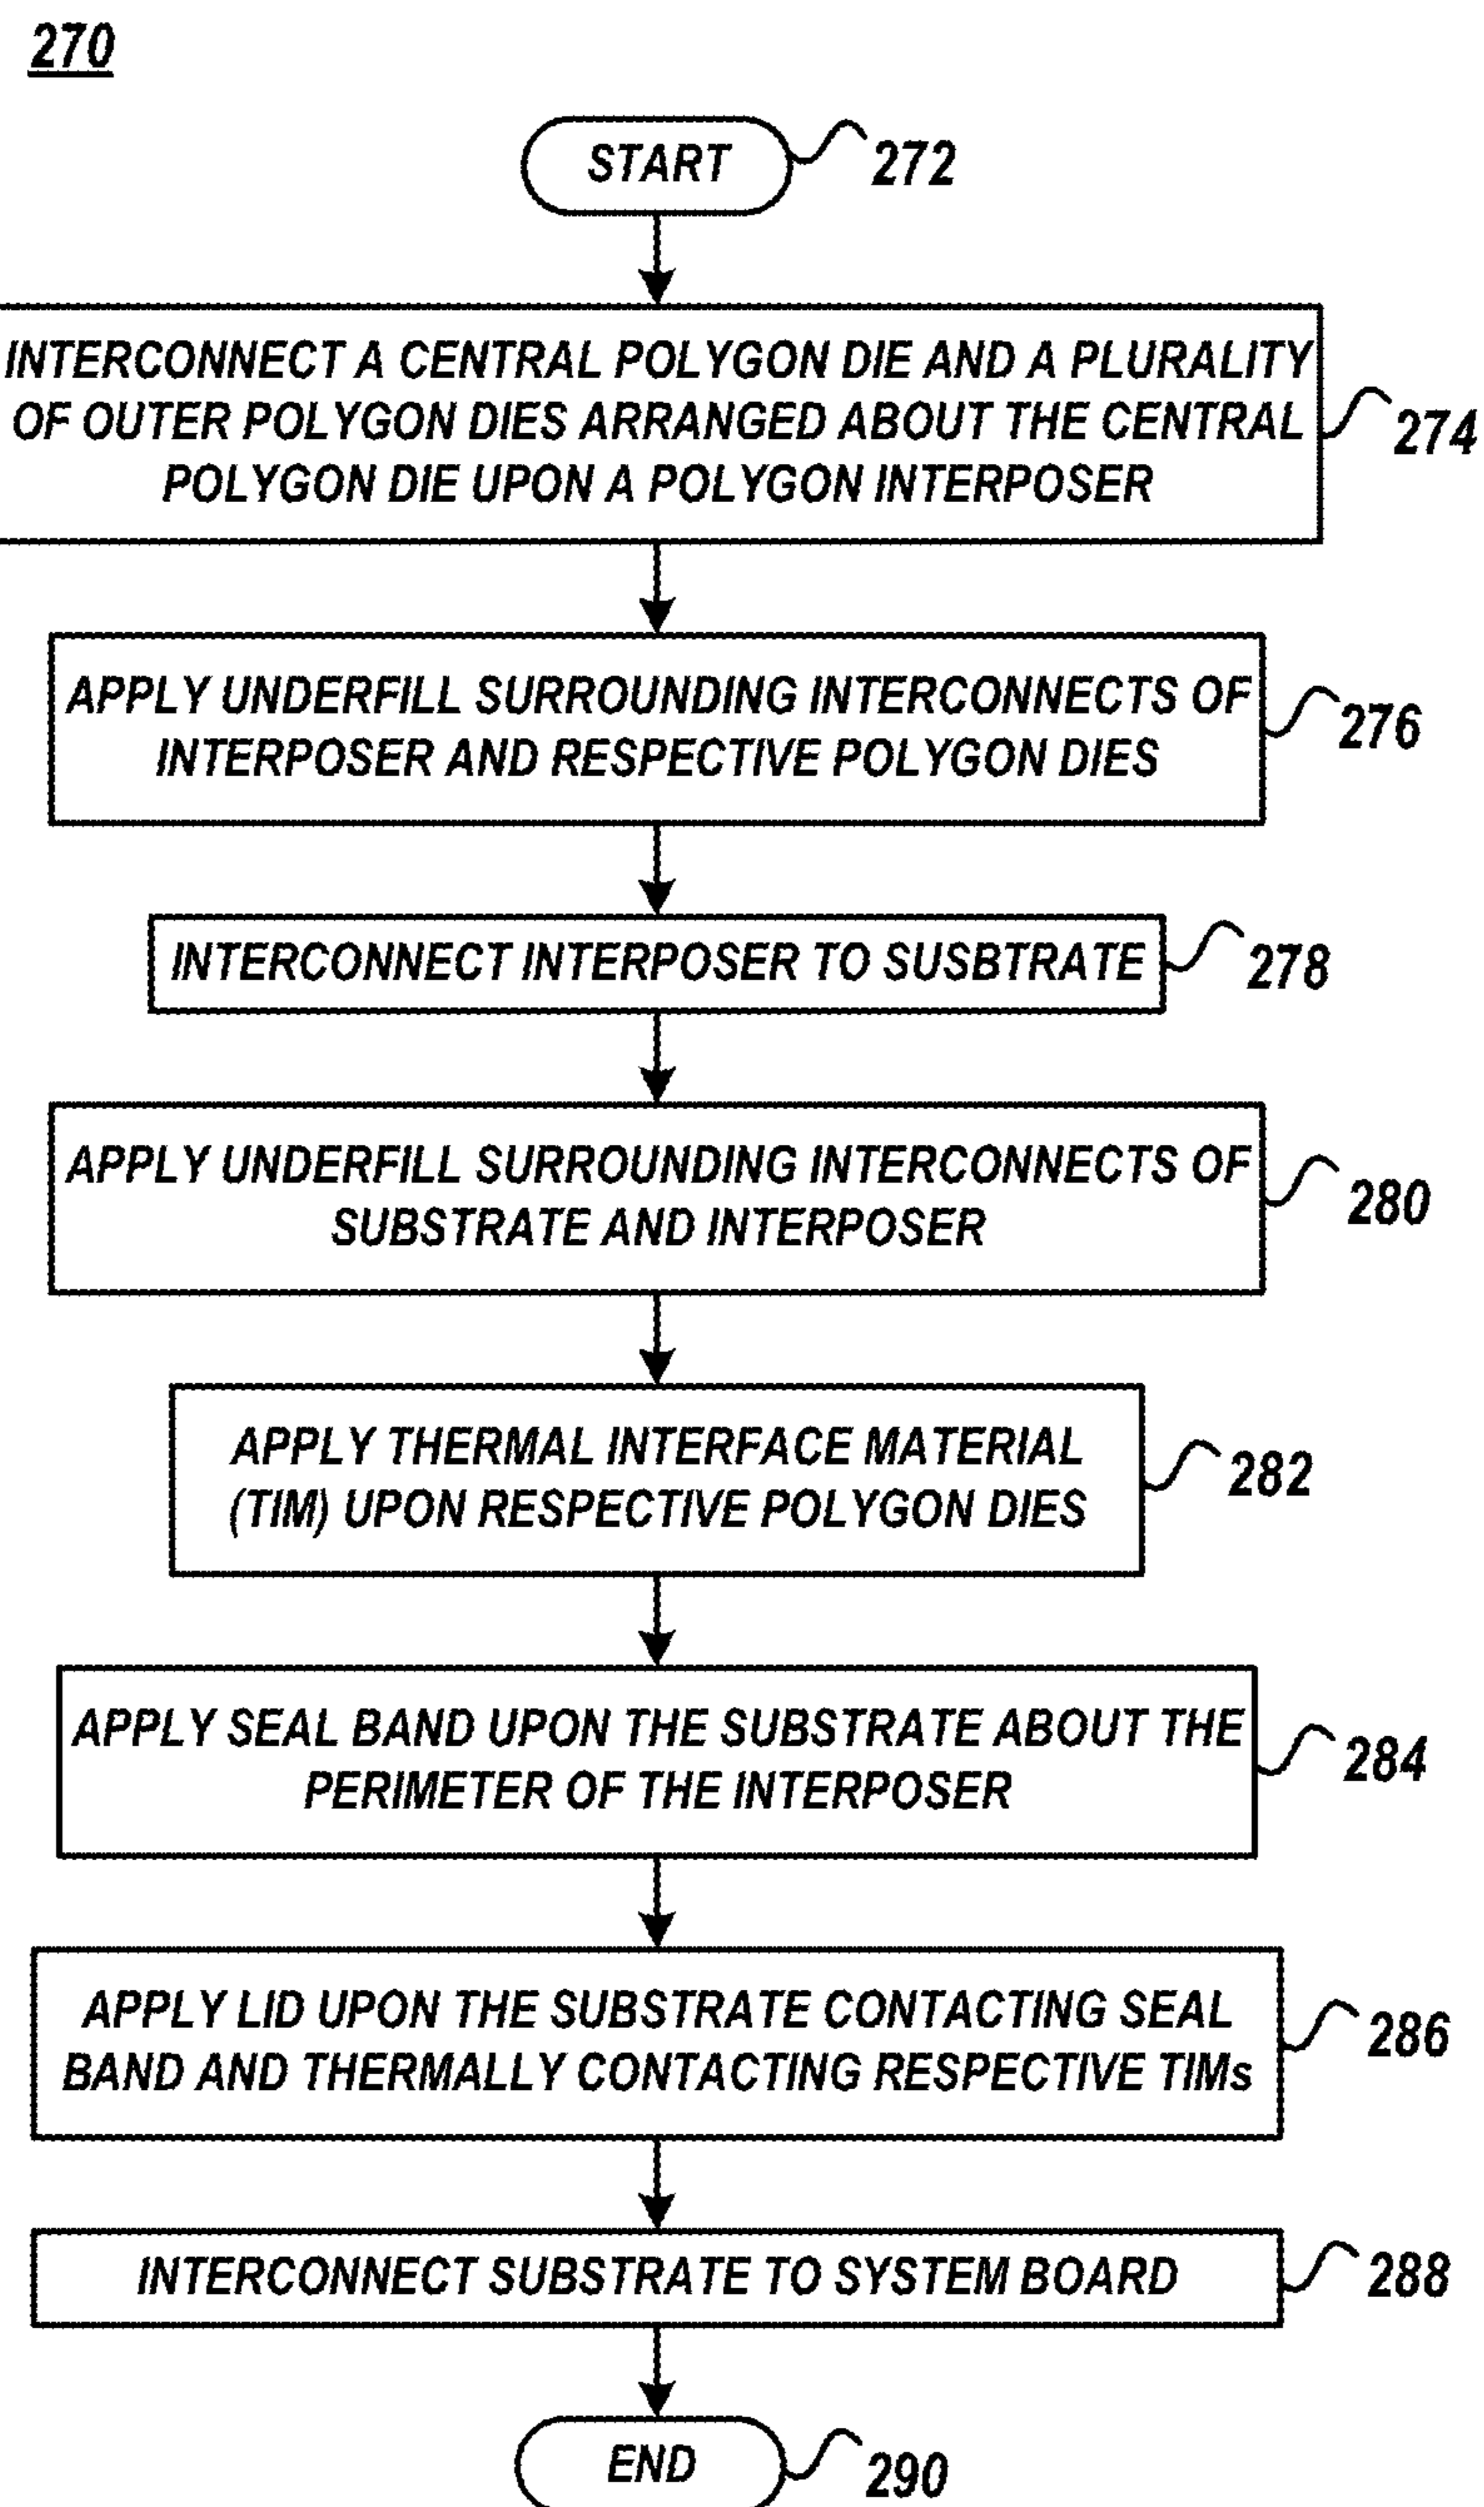 270
START
272
INTERCONNECT A CENTRAL POLYGON DIE AND A PLURALITY
OF OUTER POLYGON DIES ARRANGED ABOUT THE CENTRAL
POLYGON DIE UPON A POLYGON INTERPOSER
274
APPLY UNDERFILL SURROUNDING INTERCONNECTS OF
INTERPOSER AND RESPECTIVE POLYGON DIES
276
INTERCONNECT INTERPOSER TO SUSBTRATE
278
APPLY UNDERFILL SURROUNDING INTERCONNECTS OF
SUBSTRATE AND INTERPOSER
280
APPLY THERMAL INTERFACE MATERIAL
(TIM) UPON RESPECTIVE POLYGON DIES
282
APPLY SEAL BAND UPON THE SUBSTRATE ABOUT THE
PERIMETER OF THE INTERPOSER
284
APPLY LID UPON THE SUBSTRATE CONTACTING SEAL
BAND AND THERMALLY CONTACTING RESPECTIVE TIMs
286
INTERCONNECT SUBSTRATE TO SYSTEM BOARD
288
END
290